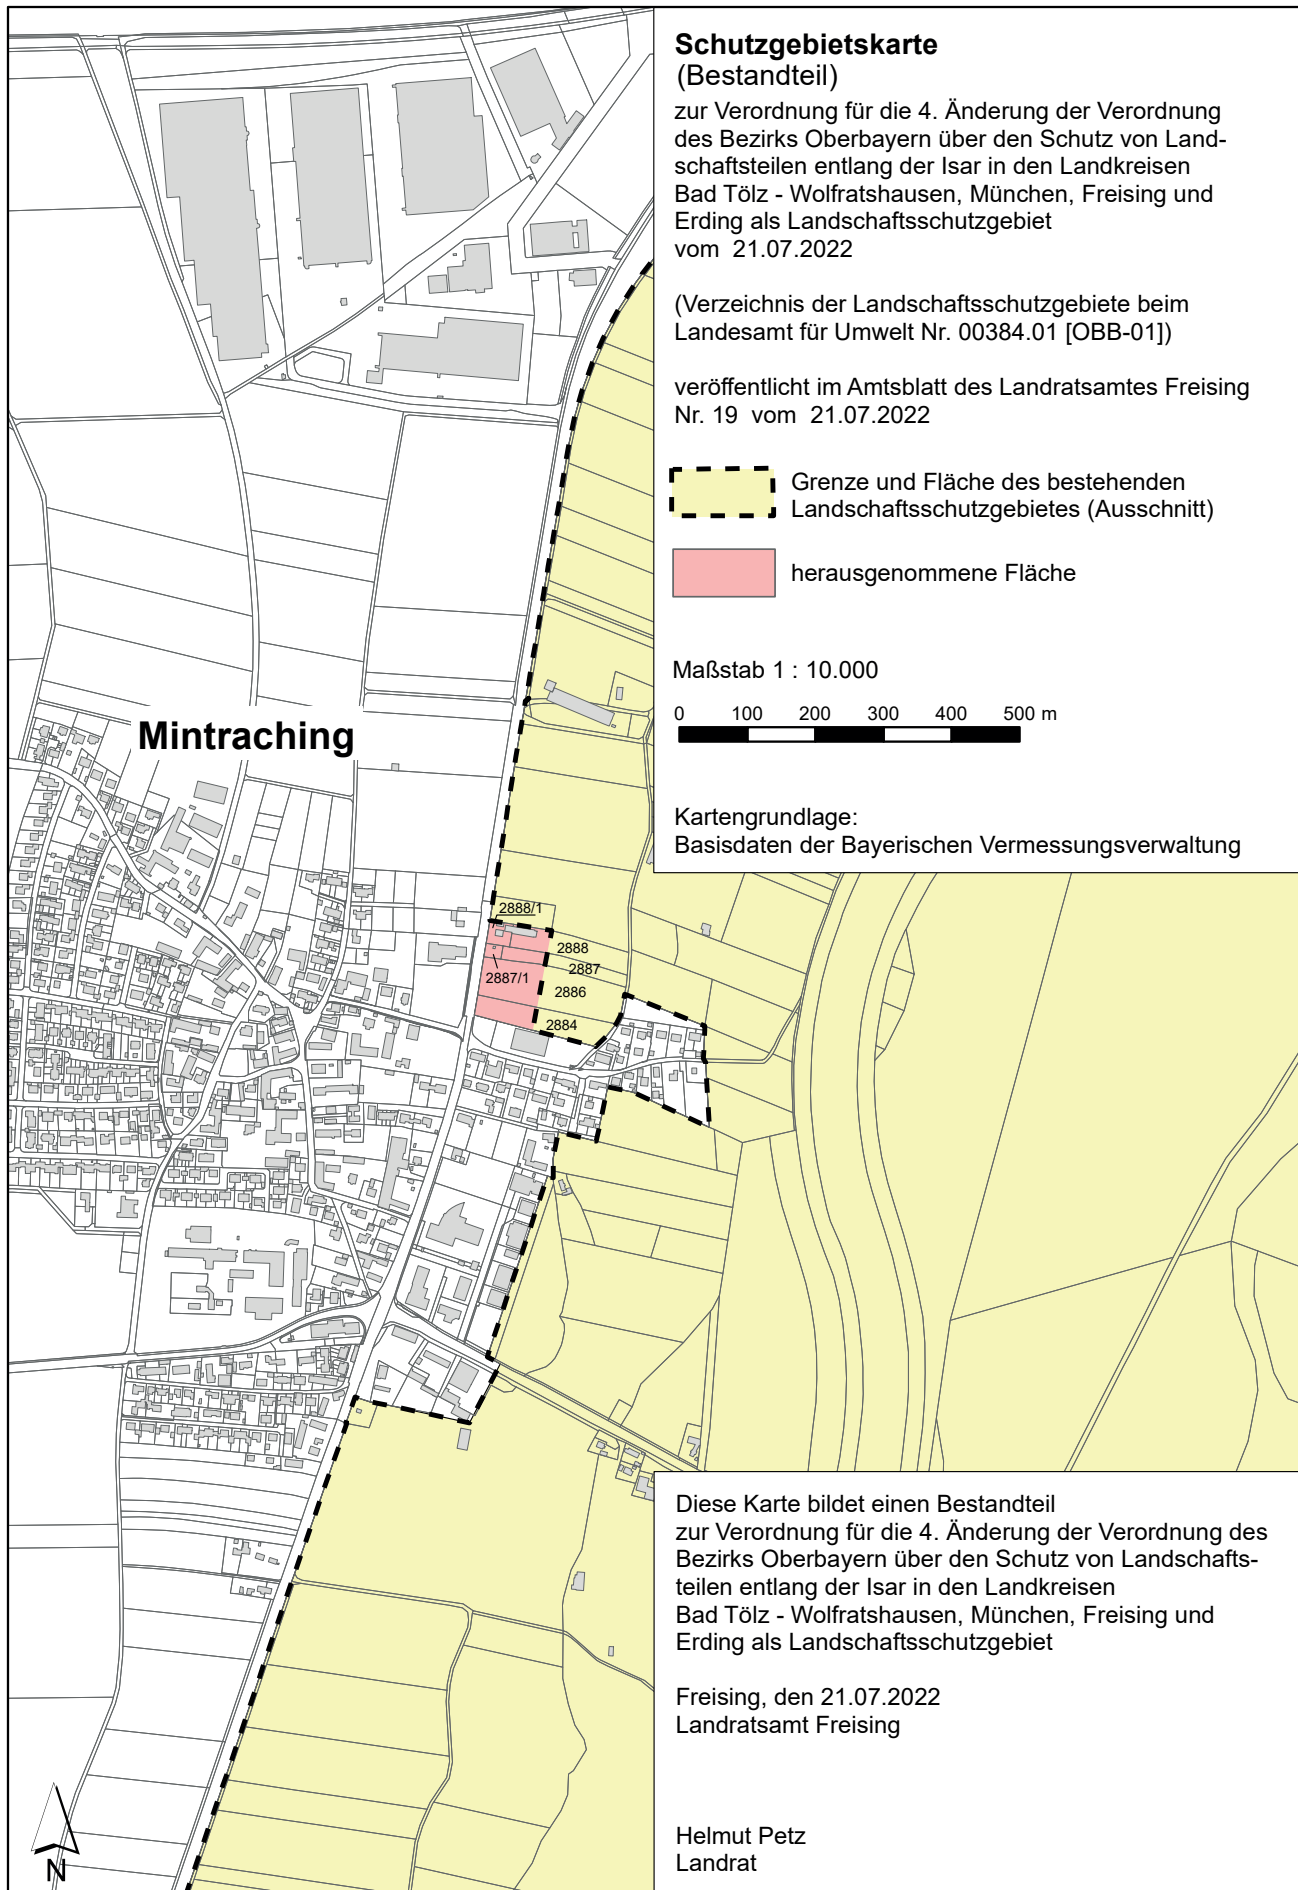 Schutzgebietskarte
(Bestandteil)
zur Verordnung für die 4. Änderung der Verordnung
des Bezirks Oberbayern über den Schutz von Land-
schaftsteilen entlang der Isar in den Landkreisen
Bad Tölz - Wolfratshausen, München, Freising und
Erding als Landschaftsschutzgebiet
vom 21.07.2022
(Verzeichnis der Landschaftsschutzgebiete beim
Landesamt für Umwelt Nr. 00384.01 [OBB-01])
veröffentlicht im Amtsblatt des Landratsamtes Freising
Nr. 19 vom 21.07.2022
Grenze und Fläche des bestehenden
Landschaftsschutzgebietes (Ausschnitt)
herausgenommene Fläche
Maßstab 1 : 10.000
0 100 200 300 400 500 m
Kartengrundlage:
Basisdaten der Bayerischen Vermessungsverwaltung
Mintraching
2888/1
2888
2887
2887/1
2886
2884
Diese Karte bildet einen Bestandteil
zur Verordnung für die 4. Änderung der Verordnung des
Bezirks Oberbayern über den Schutz von Landschafts-
teilen entlang der Isar in den Landkreisen
Bad Tölz - Wolfratshausen, München, Freising und
Erding als Landschaftsschutzgebiet
Freising, den 21.07.2022
Landratsamt Freising
Helmut Petz
Landrat
N